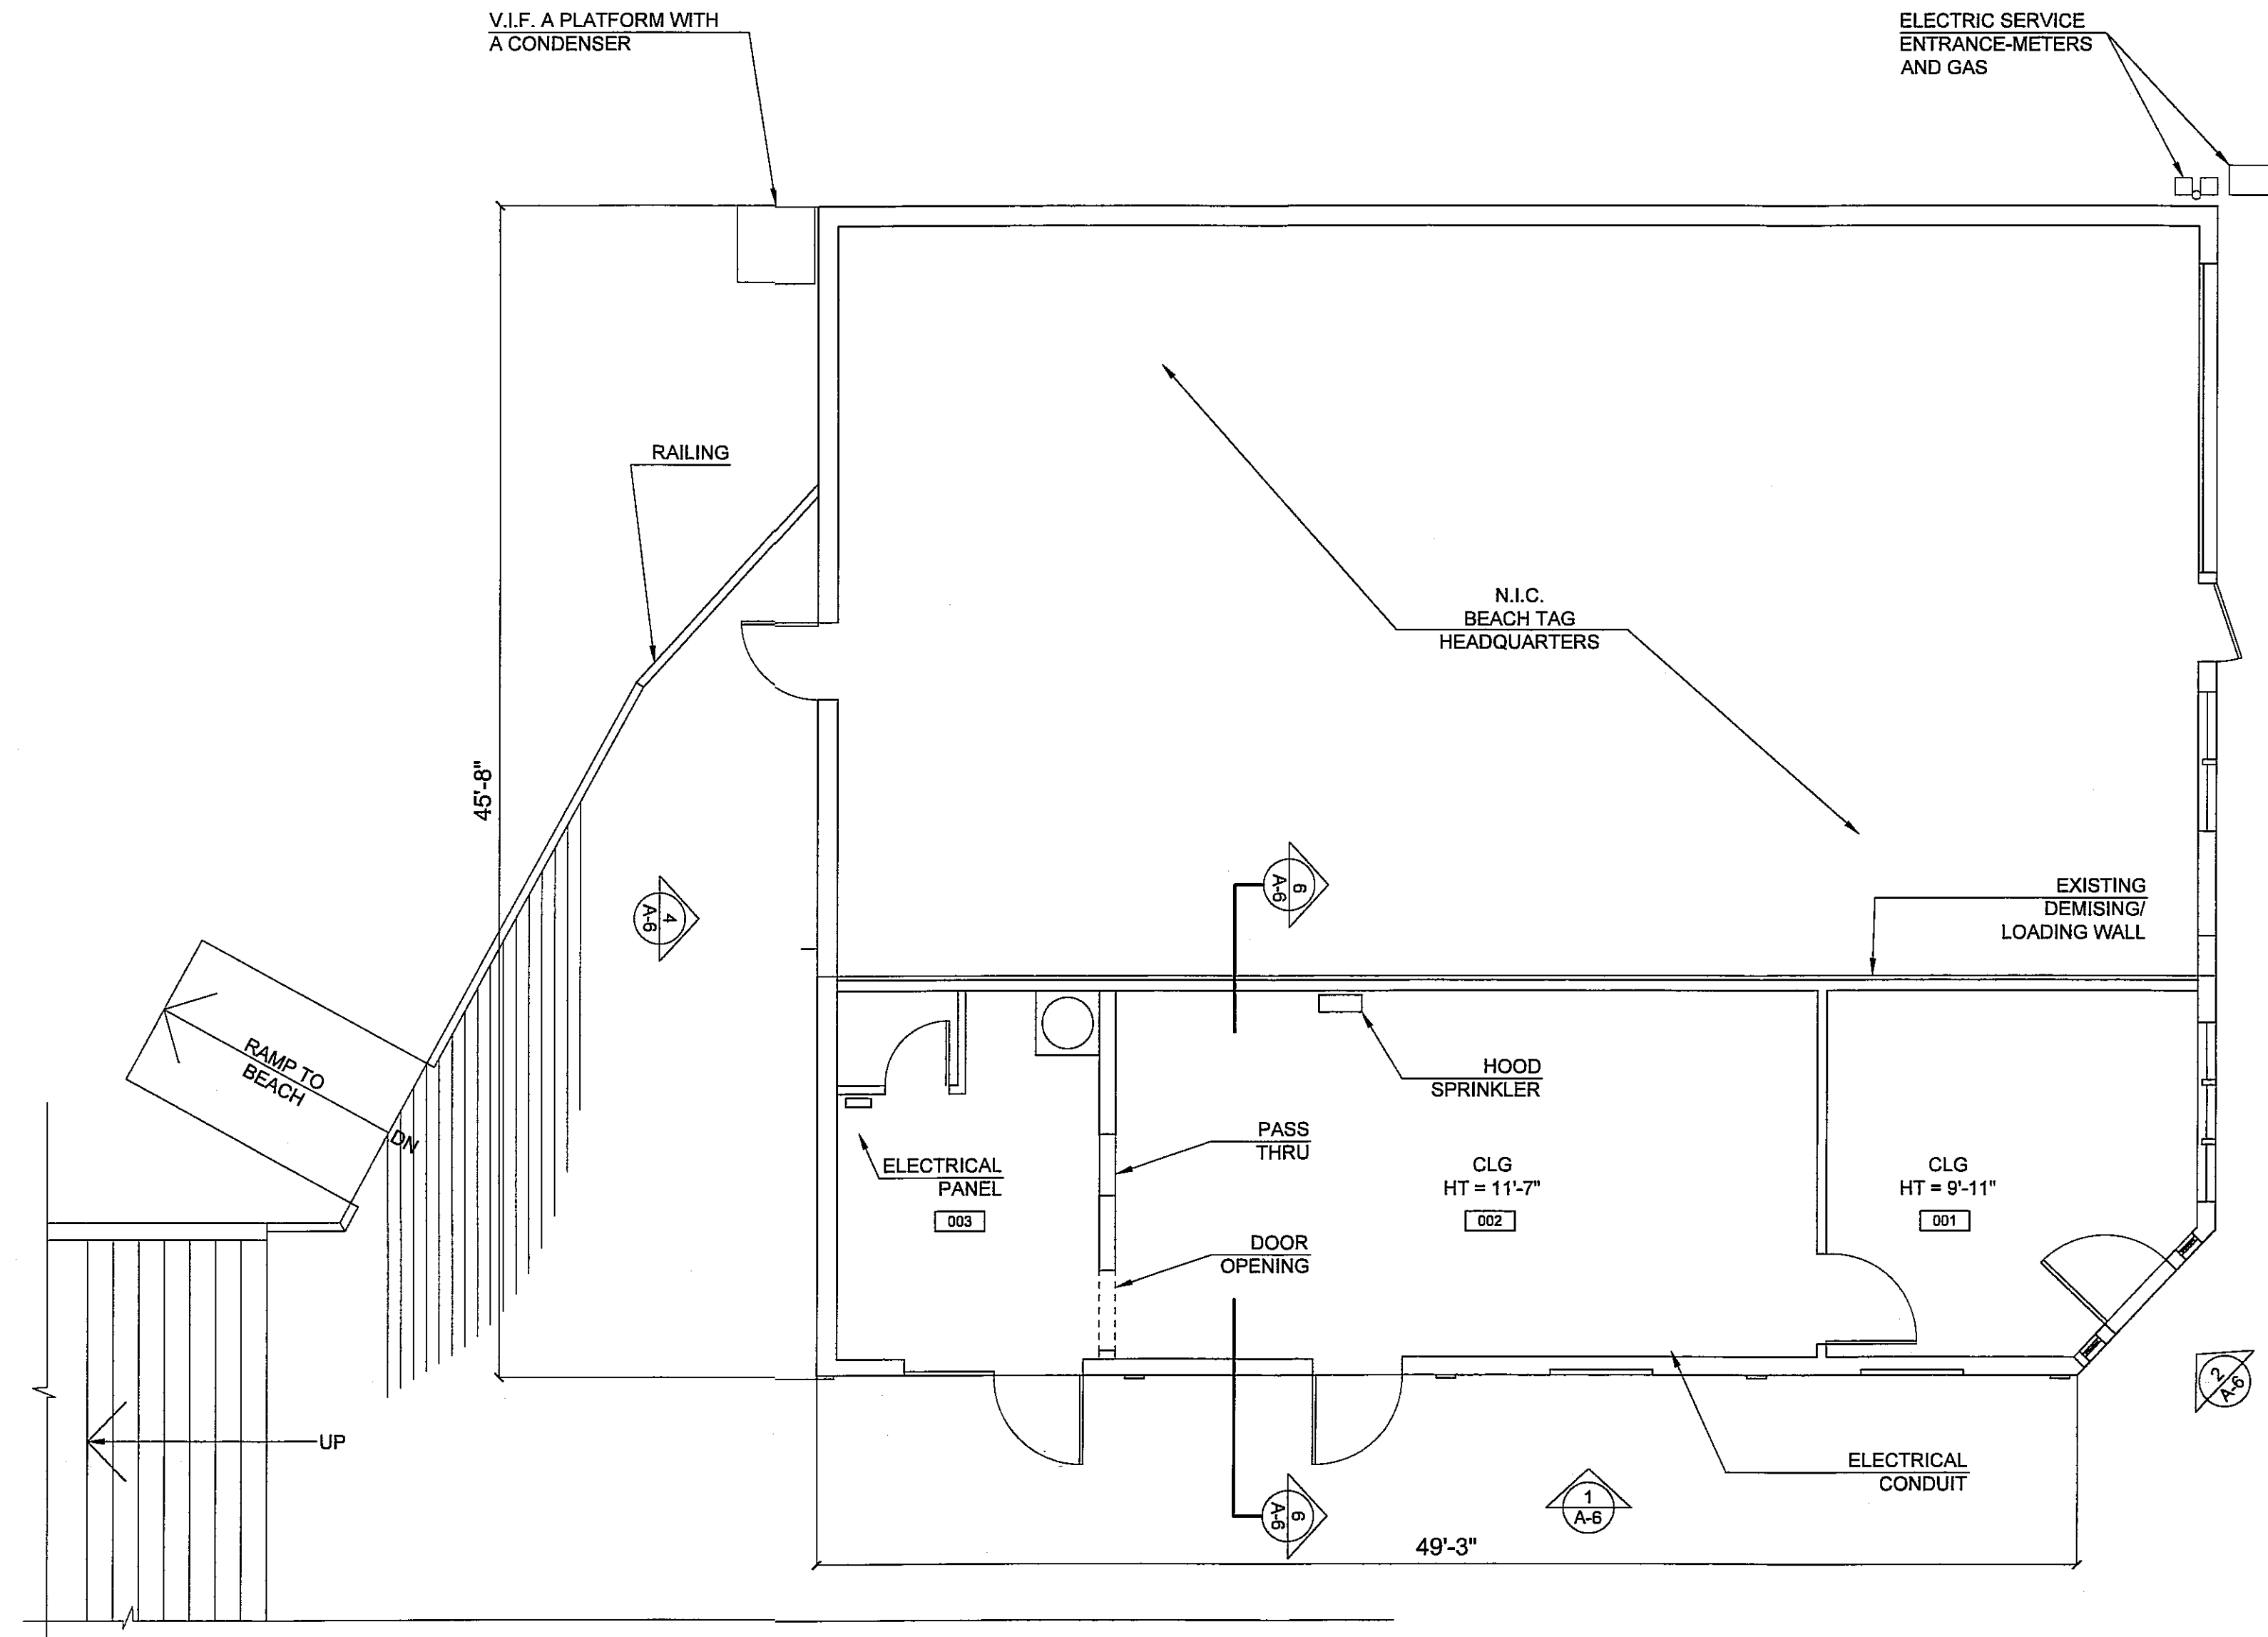 V.I.F. A PLATFORM WITH
A CONDENSER
ELECTRIC SERVICE
ENTRANCE-METERS
AND GAS
RAILING
N.I.C.
BEACH TAG
HEADQUARTERS
45'-8"
4
A-6
6
A-6
EXISTING
DEMISING/
LOADING WALL
RAMP TO
BEACH
DN
HOOD
SPRINKLER
PASS
THRU
ELECTRICAL
PANEL
003
CLG
HT = 11'-7"
002
CLG
HT = 9'-11"
001
DOOR
OPENING
2
A-6
UP
ELECTRICAL
CONDUIT
6
A-6
1
A-6
49'-3"